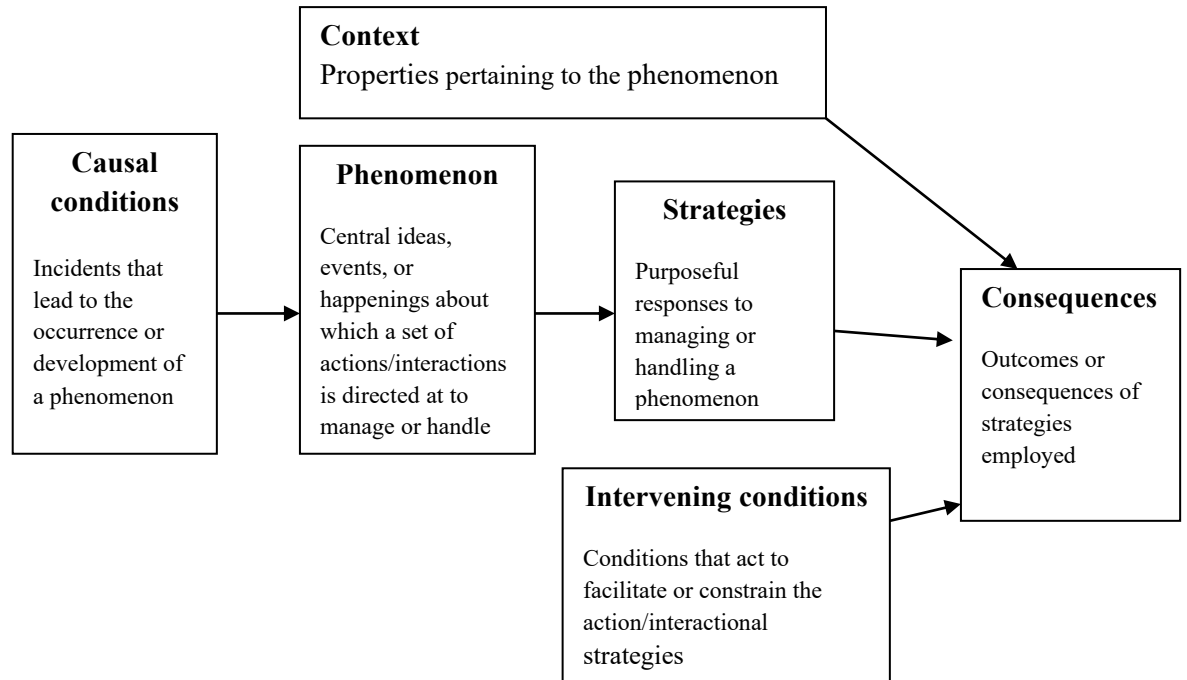 Context
Properties pertaining to the phenomenon
Causal
conditions
Incidents that
lead to the
occurrence or
development of
a phenomenon
Phenomenon
Central ideas,
events, or
happenings about
which a set of
actions/interactions
is directed at to
manage or handle
Strategies
Purposeful
responses to
managing or
handling a
phenomenon
Consequences
Outcomes or
consequences of
strategies
employed
Intervening conditions
Conditions that act to
facilitate or constrain the
action/interactional
strategies